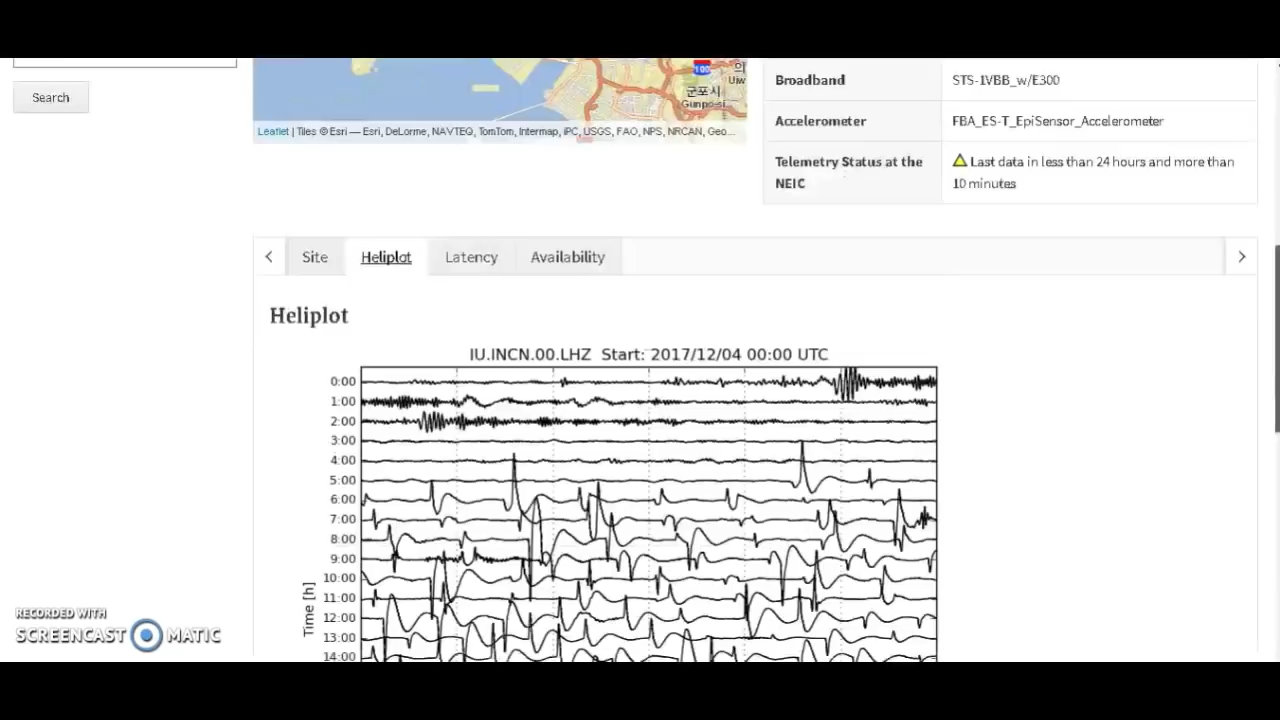 Search
100
의
Uiw
군포시
Gunpo-si...
Leaflet | Tiles © Esri — Esri, DeLorme, NAVTEQ, TomTom, Intermap, iPC, USGS, FAO, NPS, NRCAN, Geo...
Broadband STS-1VBB_w/E300
Accelerometer FBA_ES-T_EpiSensor_Accelerometer
Telemetry Status at the NEIC
Last data in less than 24 hours and more than
10 minutes
Site Heliplot Latency Availability
Heliplot
IU.INCN.00.LHZ Start: 2017/12/04 00:00 UTC
0:00
1:00
2:00
3:00
4:00
5:00
6:00
7:00
8:00
9:00
10:00
11:00
12:00
13:00
14:00
Time [h]
RECORDED WITH
SCREENCAST MATIC